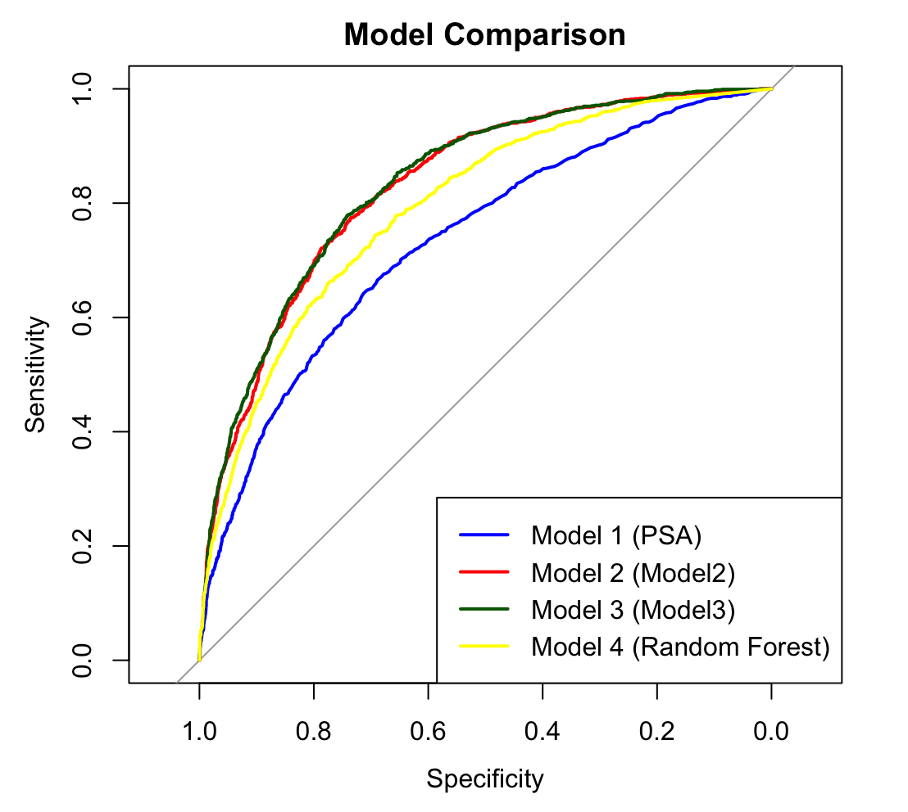 Model Comparison
1.0
0.8
0.6
0.4
0.2
0.0
Sensitivity
Model 1 (PSA)
Model 2 (Model2)
Model 3 (Model3)
Model 4 (Random Forest)
1.0 0.8 0.6 0.4 0.2 0.0
Specificity